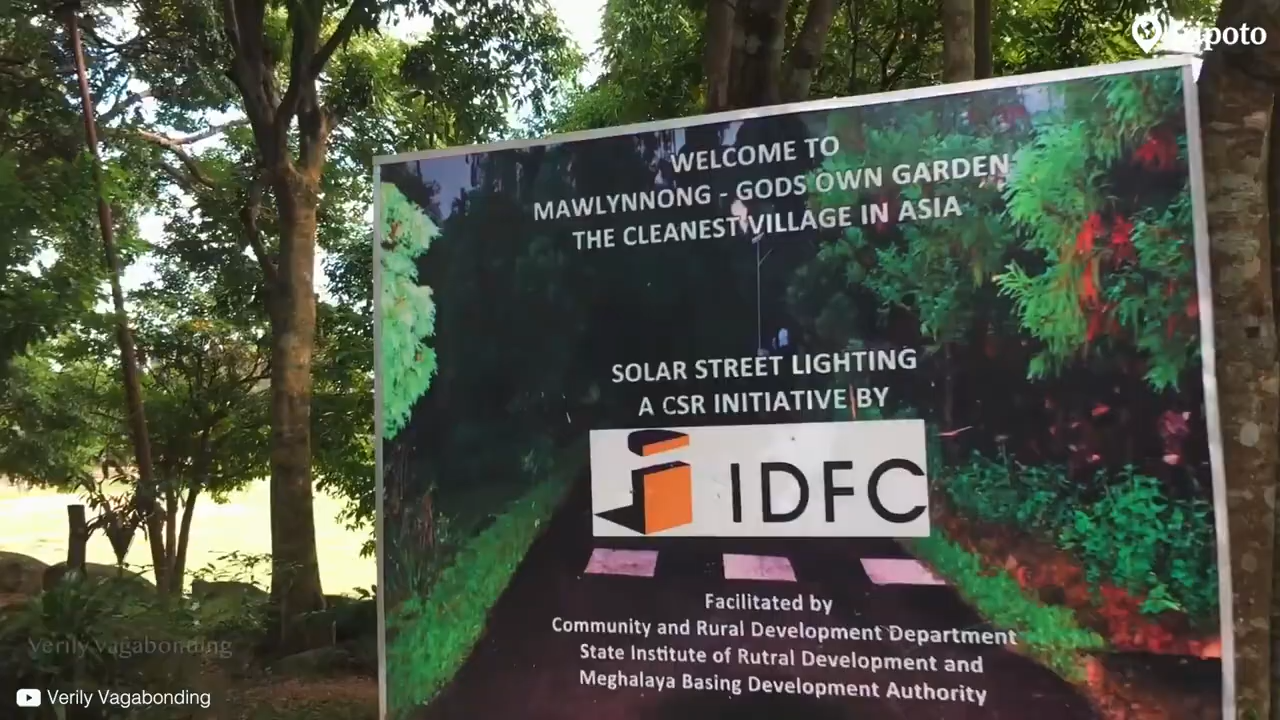 WELCOME TO
MAWLYNNONG - GODS OWN GARDEN
THE CLEANEST VILLAGE IN ASIA
SOLAR STREET LIGHTING
A CSR INITIATIVE BY
IDFC
Facilitated by
Community and Rural Development Department
State Institute of Rutral Development and
Meghalaya Basing Development Authority
Verily Vagabonding
Verily Vagabonding